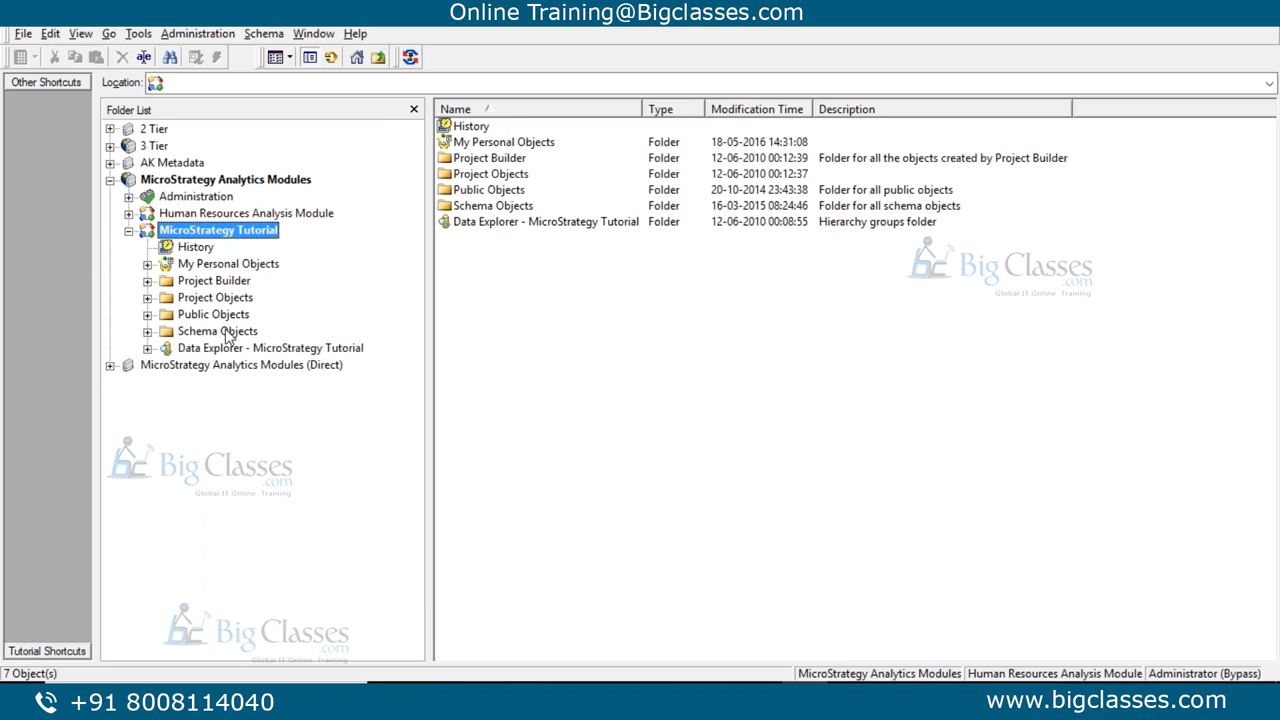 Online Training@Bigclasses.com
File Edit View Go Tools Administration Schema Window Help
Other Shortcuts
Location:
Folder List
2 Tier
3 Tier
AK Metadata
MicroStrategy Analytics Modules
Administration
Human Resources Analysis Module
MicroStrategy Tutorial
History
My Personal Objects
Project Builder
Project Objects
Public Objects
Schema Objects
Data Explorer - MicroStrategy Tutorial
MicroStrategy Analytics Modules (Direct)
Name / Type Modification Time Description
History
My Personal Objects Folder 18-05-2016 14:31:08
Project Builder Folder 12-06-2010 00:12:39 Folder for all the objects created by Project Builder
Project Objects Folder 12-06-2010 00:12:37
Public Objects Folder 20-10-2014 23:43:38 Folder for all public objects
Schema Objects Folder 16-03-2015 08:24:46 Folder for all schema objects
Data Explorer - MicroStrategy Tutorial Folder 12-06-2010 00:08:55 Hierarchy groups folder
bc Big Classes .com
Global IT Online Training
bc Big Classes .com
Global IT Online Training
bc Big Classes .com
Global IT Online Training
Tutorial Shortcuts
7 Object(s) MicroStrategy Analytics Modules Human Resources Analysis Module Administrator (Bypass)
+91 8008114040 www.bigclasses.com